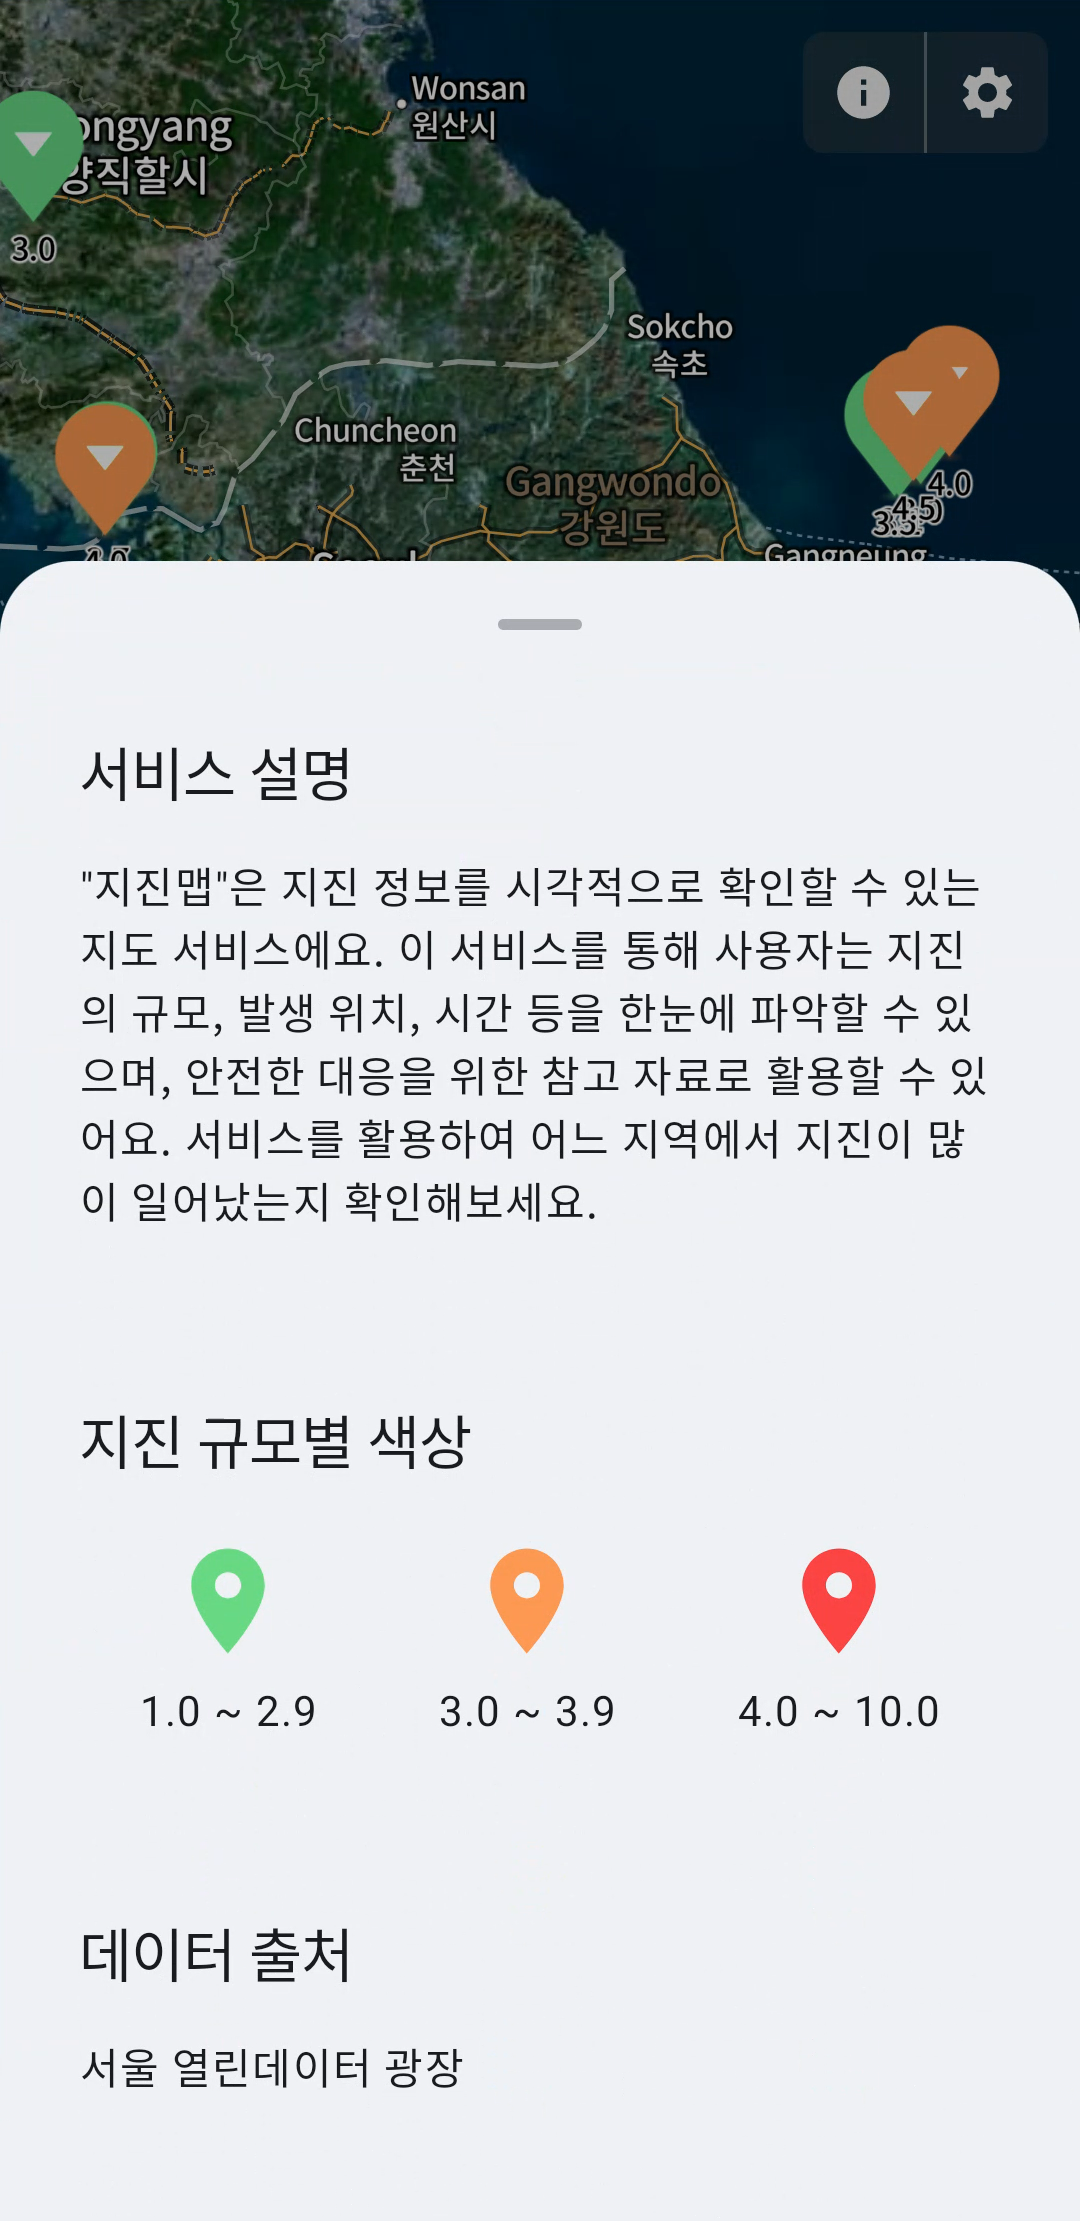 Wonsan
원산시
ongyang
양직할시
3.0
Sokcho
속초
Chuncheon
춘천
Gangwondo
강원도
4.0
4.5
3.5
Gangneung
서비스 설명
"지진맵"은 지진 정보를 시각적으로 확인할 수 있는
지도 서비스에요. 이 서비스를 통해 사용자는 지진
의 규모, 발생 위치, 시간 등을 한눈에 파악할 수 있
으며, 안전한 대응을 위한 참고 자료로 활용할 수 있
어요. 서비스를 활용하여 어느 지역에서 지진이 많
이 일어났는지 확인해보세요.
지진 규모별 색상
1.0 ~ 2.9
3.0 ~ 3.9
4.0 ~ 10.0
데이터 출처
서울 열린데이터 광장